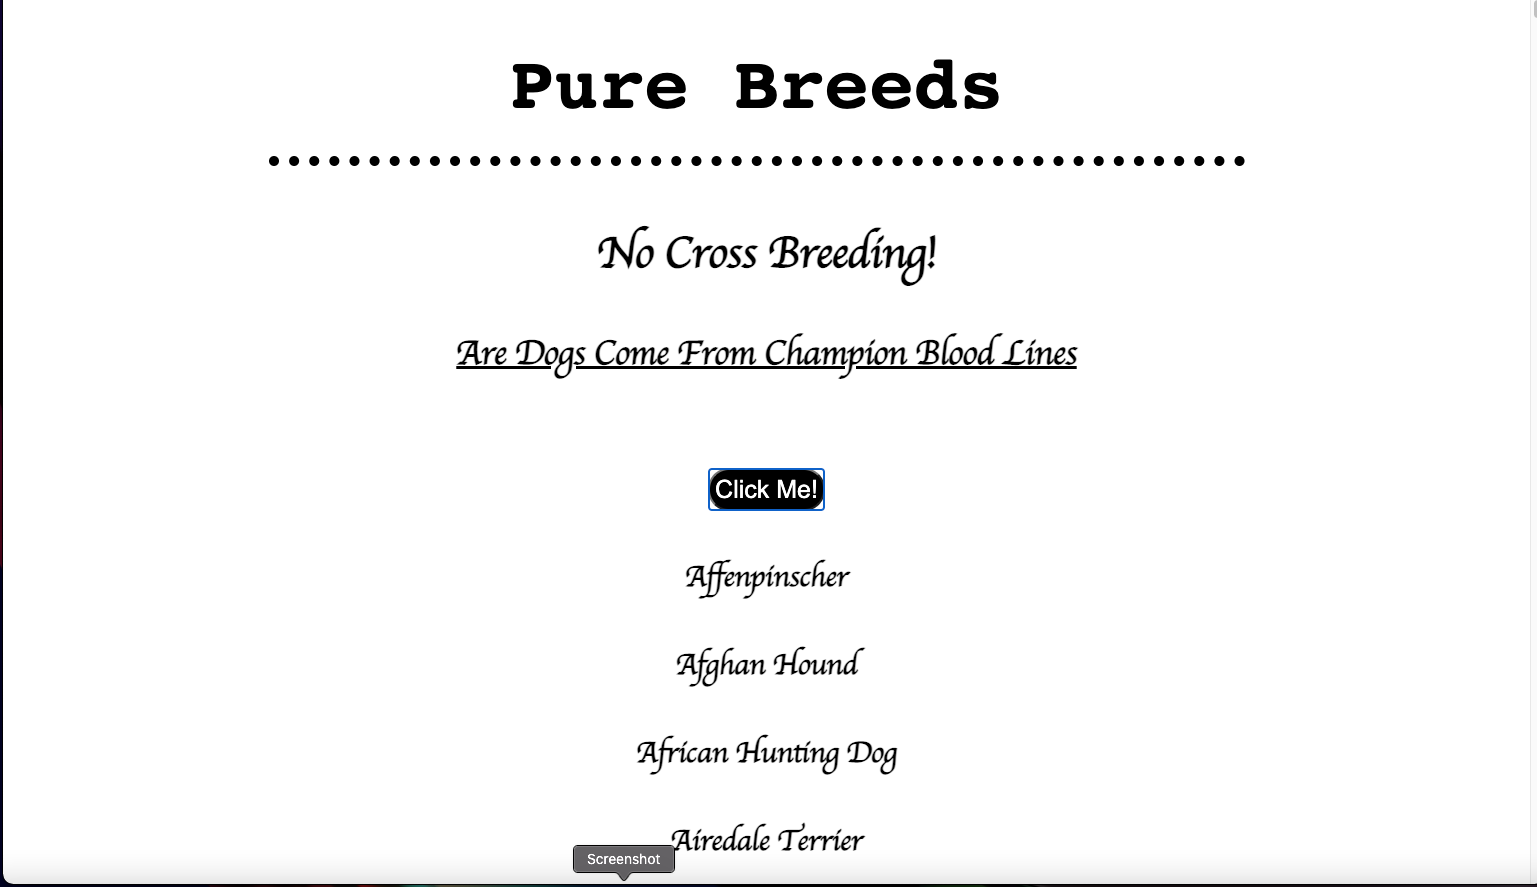 Pure Breeds
No Cross Breeding!
Are Dogs Come From Champion Blood Lines
Click Me!
Affenpinscher
Afghan Hound
African Hunting Dog
Airedale Terrier
Screenshot